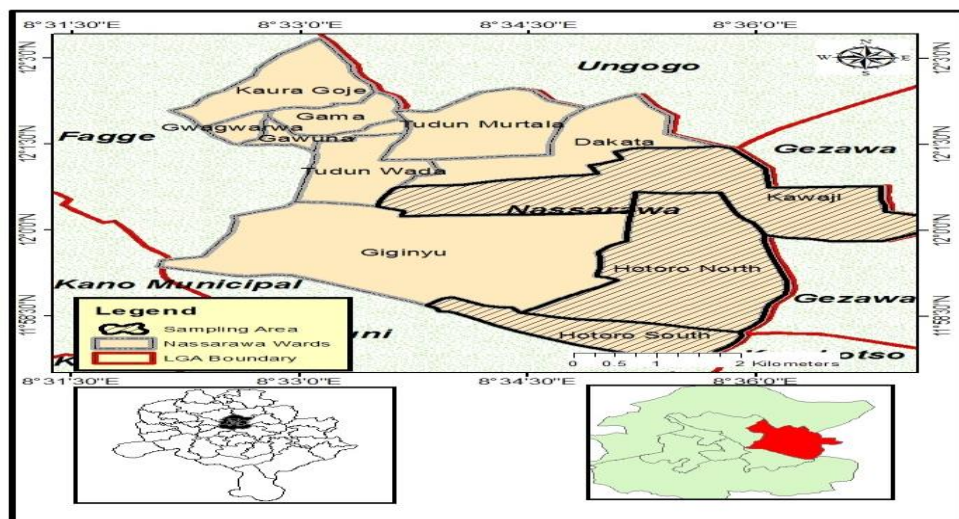 8°31'30"E 8°33'0"E 8°34'30"E 8°36'0"E
12°30"N 12°30"N
N
W E
S
Ungogo
Kaura Goje
Gama
Gwagwarwa
Gawuna
Tudun Murtala
Fagge
Dakata
12°1'30"N 12°1'30"N
Gezawa
Tudun Wada
Kawaji
Nassarawa
12°0'0"N 12°0'0"N
Giginyu
Hotoro North
Kano Municipal
Gezawa
11°58'30"N 11°58'30"N
Legend
Sampling Area
Nassarawa Wards
LGA Boundary
uni
Hotoro South
otso
0 0.5 1 2 Kilometers
8°31'30"E 8°33'0"E 8°34'30"E 8°36'0"E